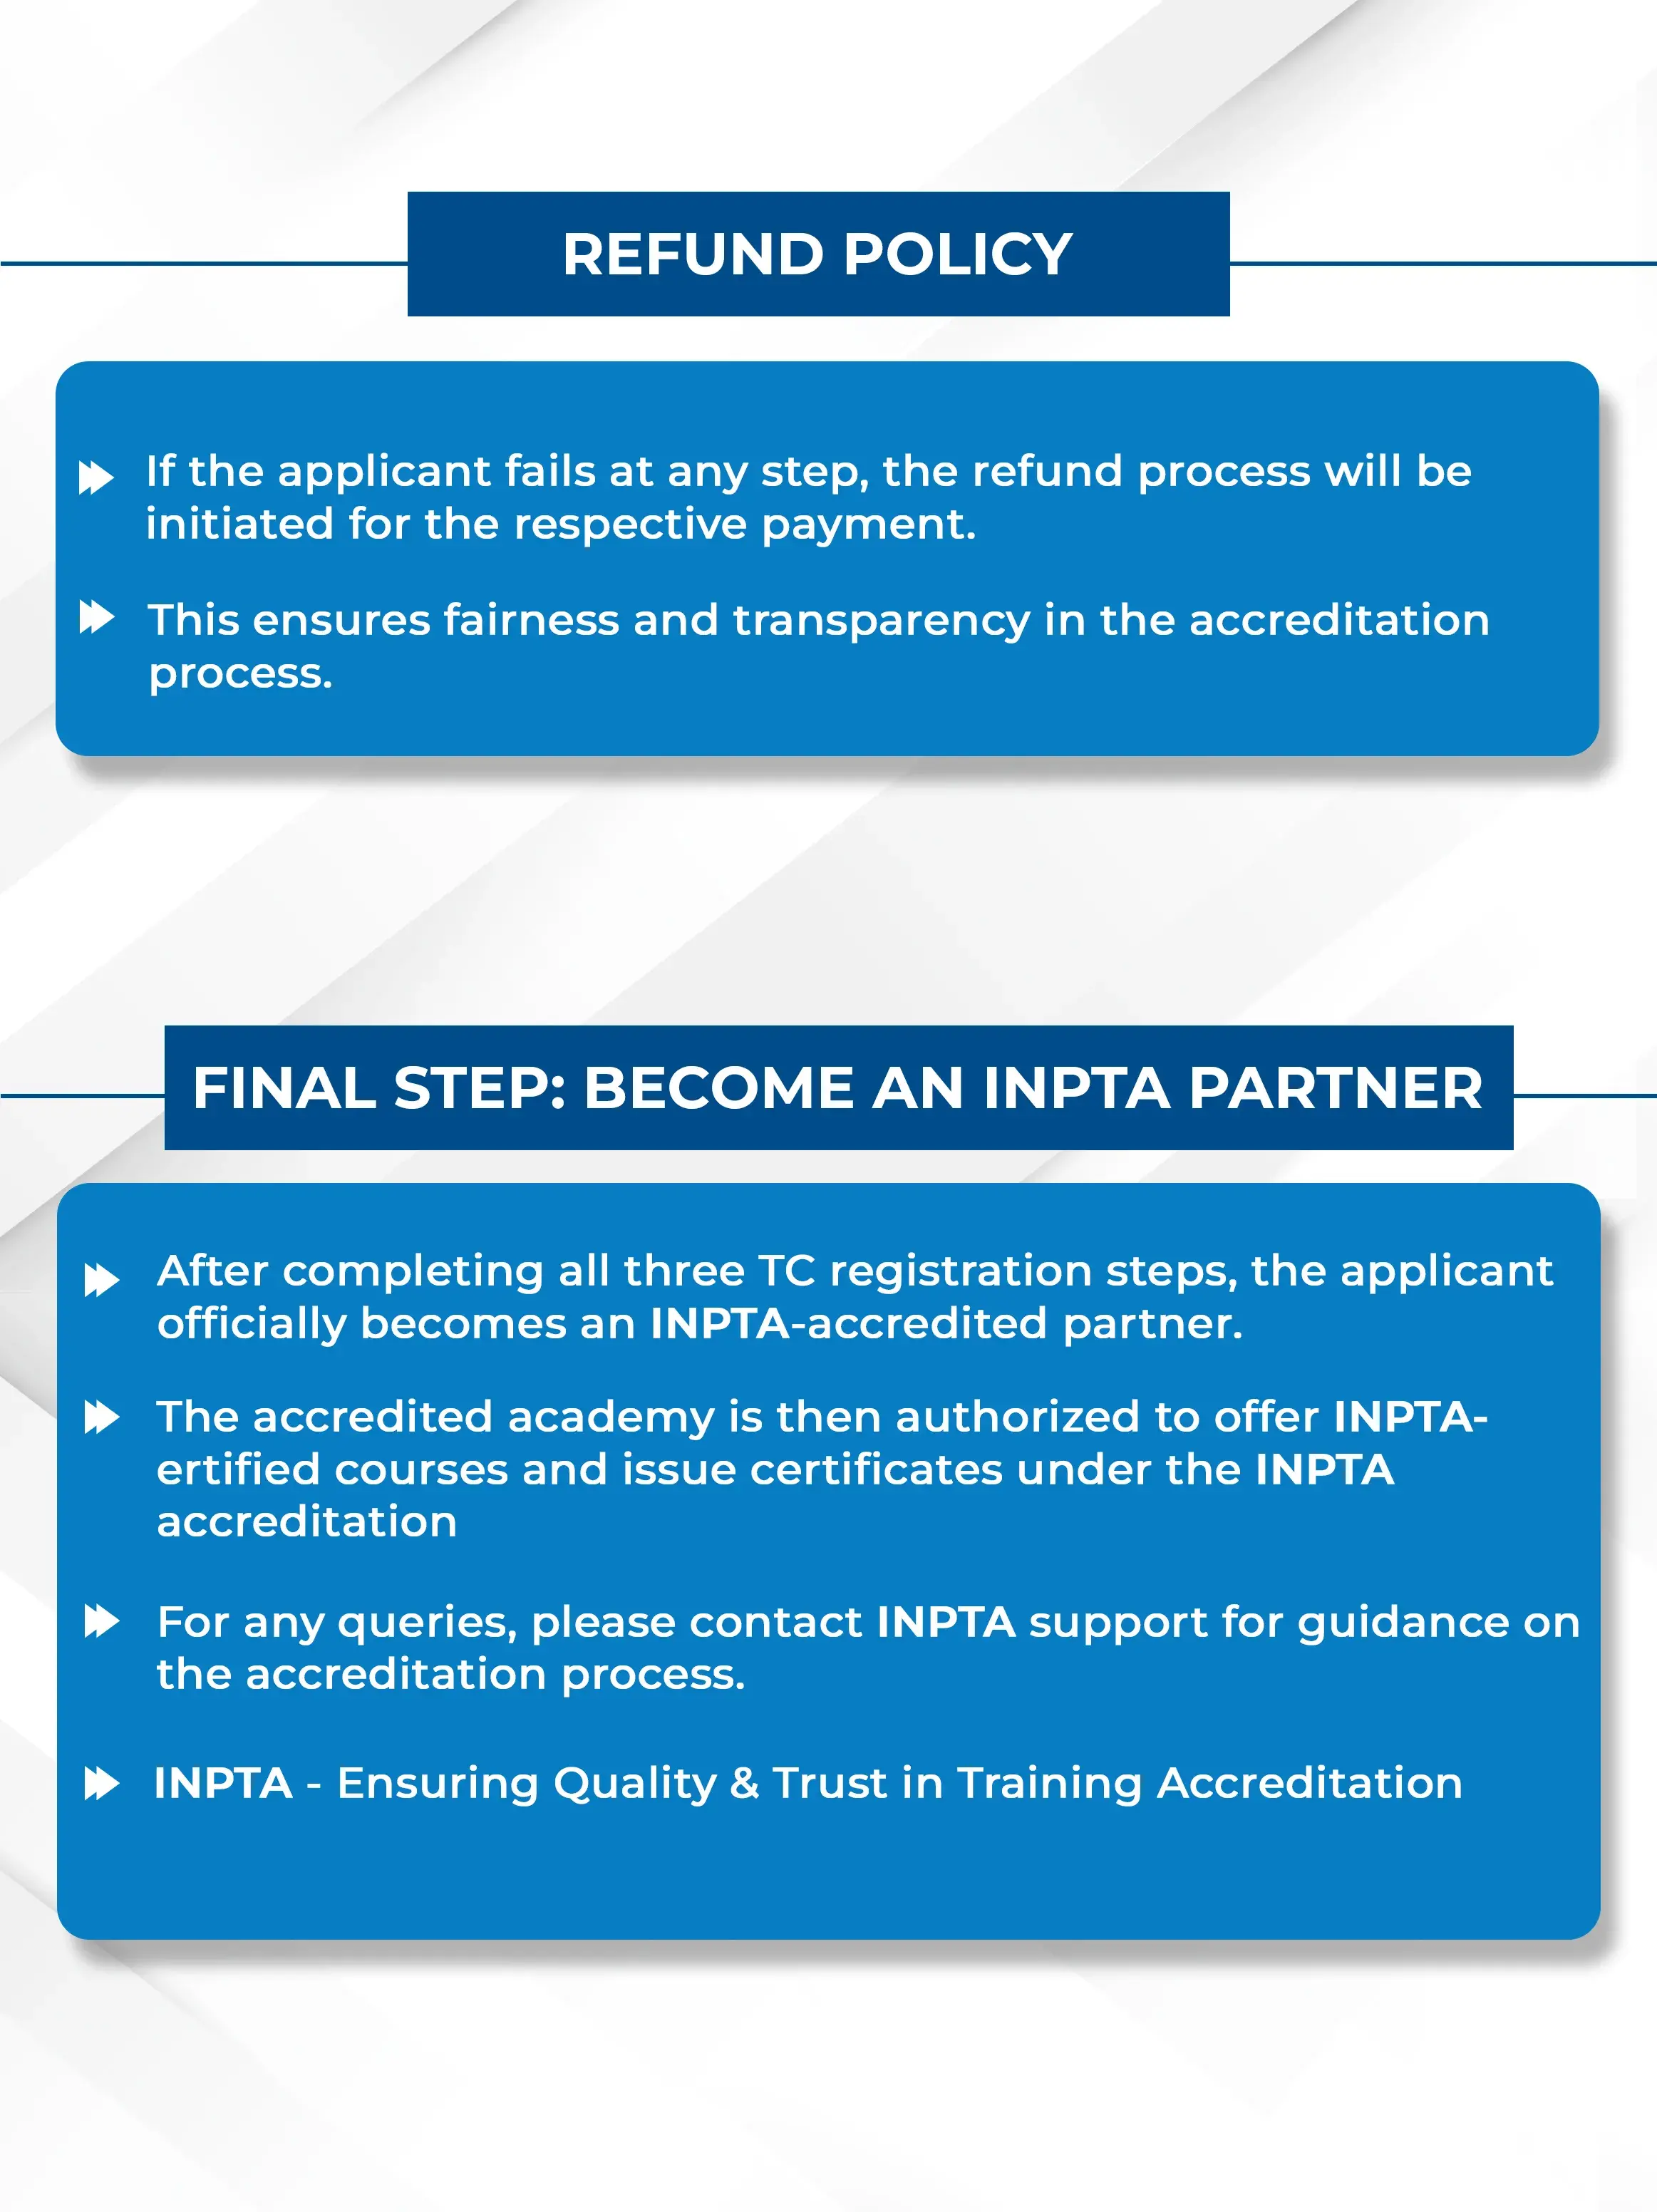 REFUND POLICY
If the applicant fails at any step, the refund process will be
initiated for the respective payment.
This ensures fairness and transparency in the accreditation
process.
FINAL STEP: BECOME AN INPTA PARTNER
After completing all three TC registration steps, the applicant
officially becomes an INPTA-accredited partner.
The accredited academy is then authorized to offer INPTA-
ertified courses and issue certificates under the INPTA
accreditation
For any queries, please contact INPTA support for guidance on
the accreditation process.
INPTA - Ensuring Quality & Trust in Training Accreditation